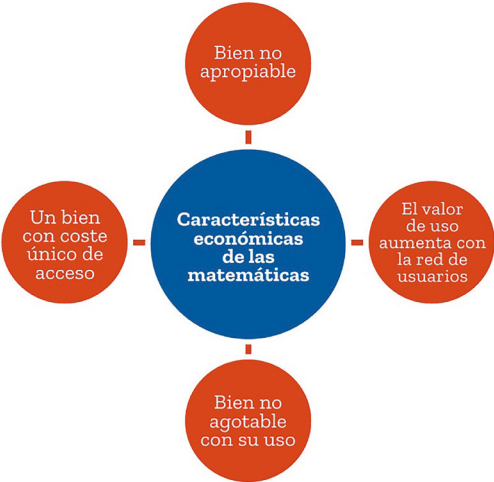 Bien no
apropiable
Un bien
con coste
único de
acceso
Características
económicas
de las
matemáticas
El valor
de uso
aumenta con
la red de
usuarios
Bien no
agotable
con su uso